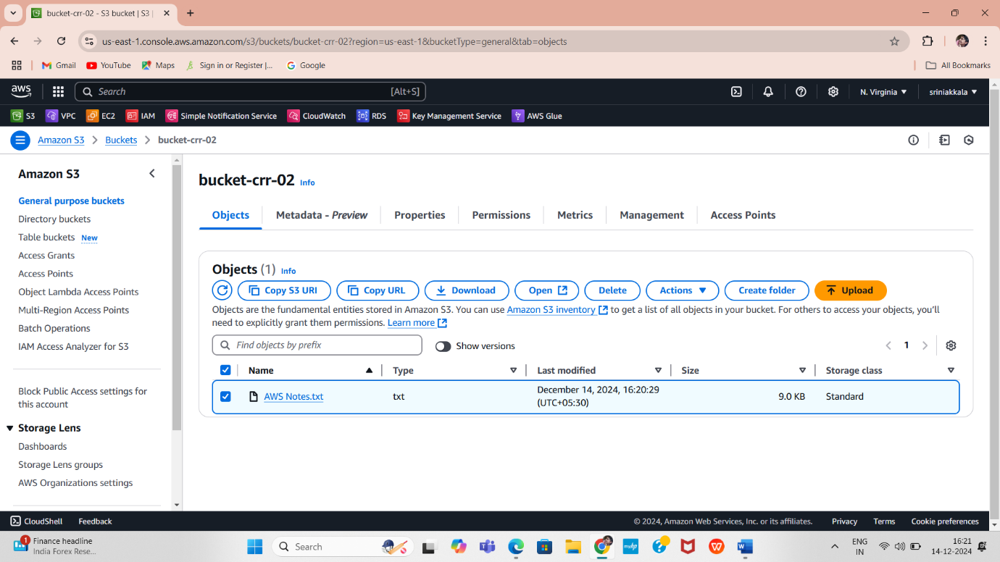 bucket-crr-02 - S3 bucket | S3 |
us-east-1.console.aws.amazon.com/s3/buckets/bucket-crr-02?region=us-east-1&bucketType=general&tab=objects
Gmail YouTube Maps Sign in or Register |... Google All Bookmarks
aws Search [Alt+S] N. Virginia sriniakkala
S3 VPC EC2 IAM Simple Notification Service CloudWatch RDS Key Management Service AWS Glue
Amazon S3 Buckets bucket-crr-02
Amazon S3
General purpose buckets
Directory buckets
Table buckets New
Access Grants
Access Points
Object Lambda Access Points
Multi-Region Access Points
Batch Operations
IAM Access Analyzer for S3
Block Public Access settings for
this account
Storage Lens
Dashboards
Storage Lens groups
AWS Organizations settings
bucket-crr-02 Info
Objects Metadata - Preview Properties Permissions Metrics Management Access Points
Objects (1) Info
Copy S3 URI Copy URL Download Open Delete Actions Create folder Upload
Objects are the fundamental entities stored in Amazon S3. You can use Amazon S3 inventory to get a list of all objects in your bucket. For others to access your objects, you'll
need to explicitly grant them permissions. Learn more
Find objects by prefix Show versions 1
Name Type Last modified Size Storage class
AWS Notes.txt txt December 14, 2024, 16:20:29 9.0 KB Standard
(UTC+05:30)
CloudShell Feedback © 2024, Amazon Web Services, Inc. or its affiliates. Privacy Terms Cookie preferences
1 Finance headline
India Forex Rese...
Search
myhp
ENG
IN
16:21
14-12-2024